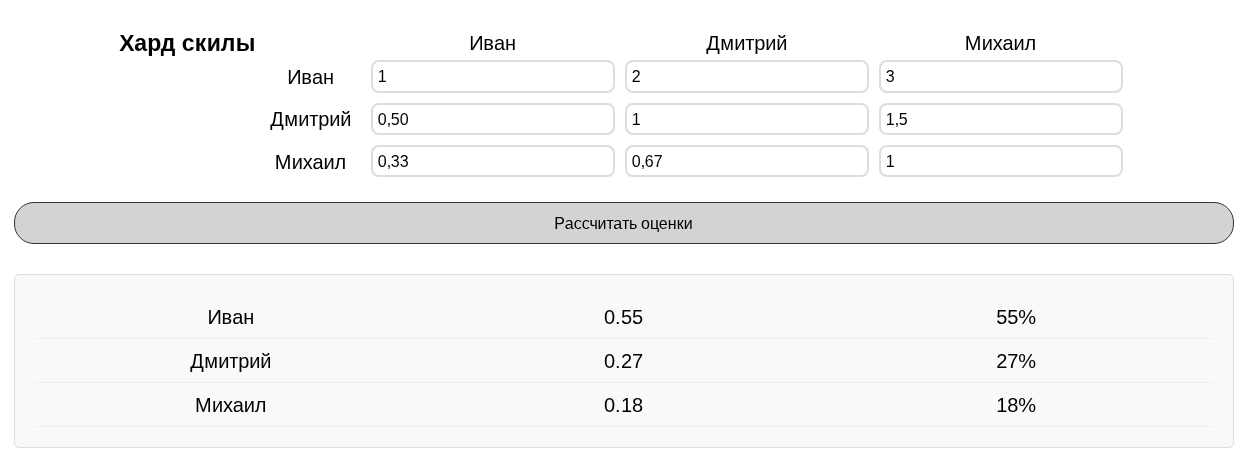 Хард скилы Иван Дмитрий Михаил
Иван 1 2 3
Дмитрий 0,50 1 1,5
Михаил 0,33 0,67 1
Рассчитать оценки
Иван 0.55 55%
Дмитрий 0.27 27%
Михаил 0.18 18%